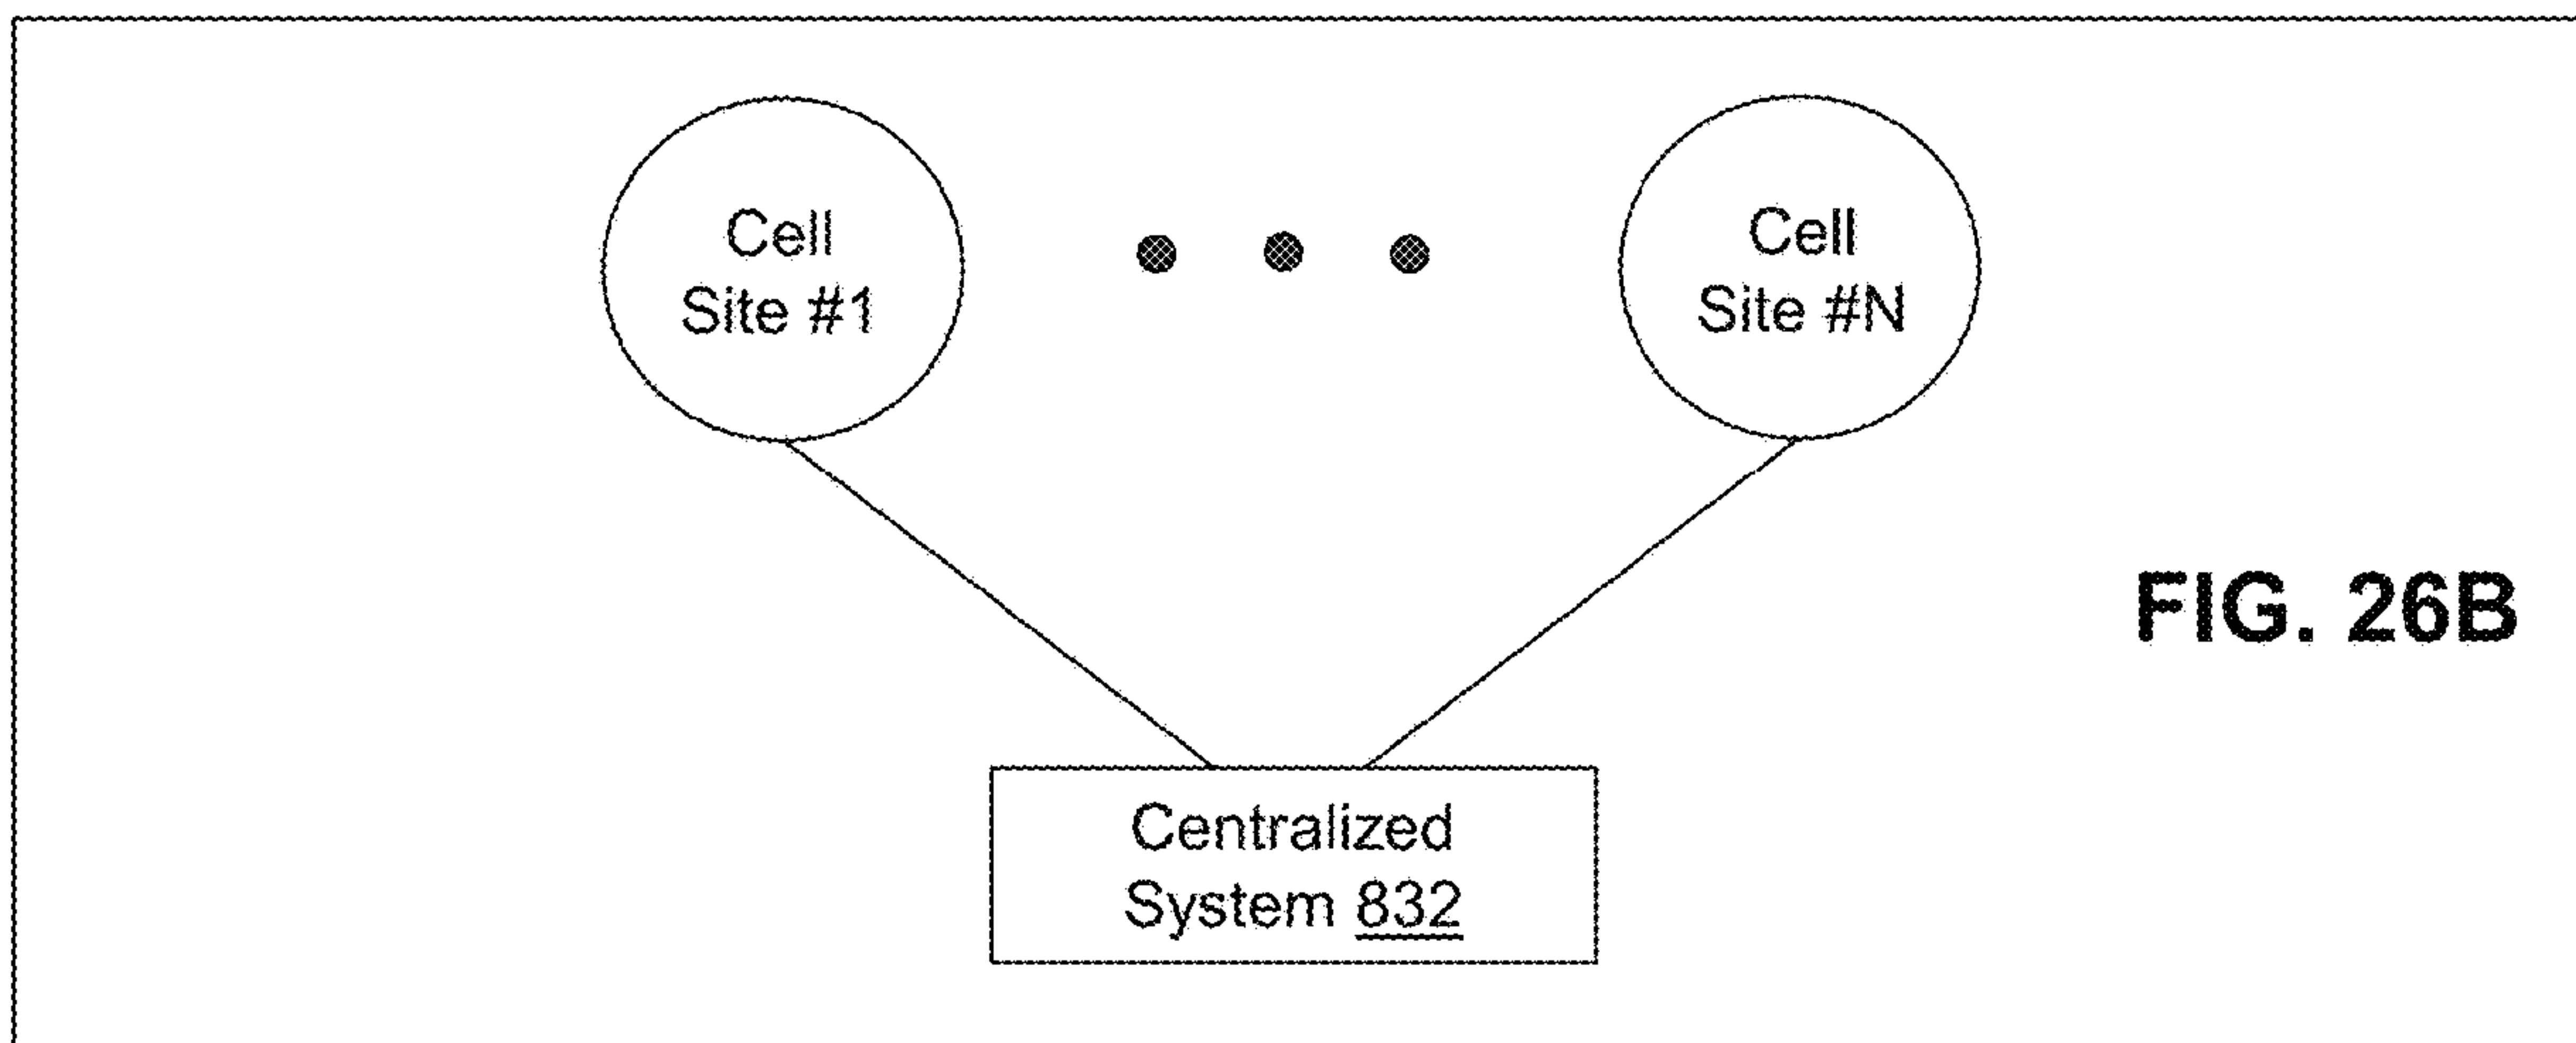 Cell
Site #1
Cell
Site #N
FIG. 26B
Centralized
System 832